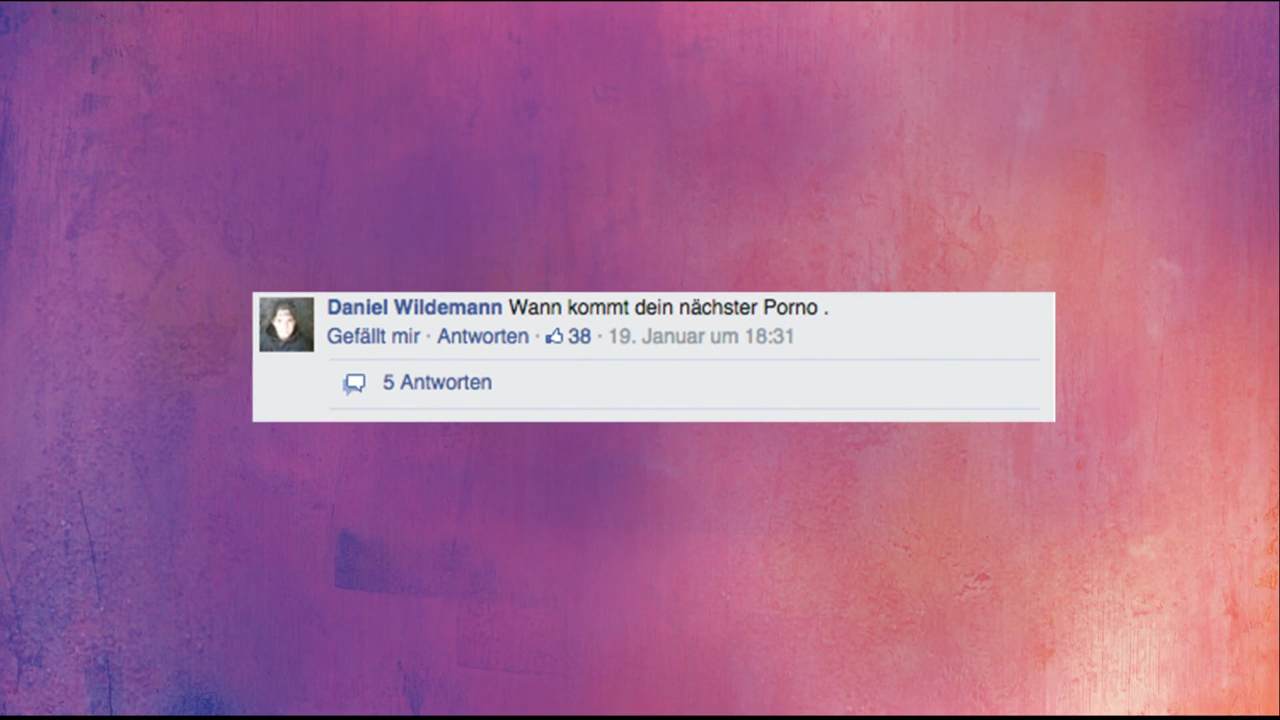 Daniel Wildemann Wann kommt dein nächster Porno .
Gefällt mir · Antworten · 38 · 19. Januar um 18:31
5 Antworten